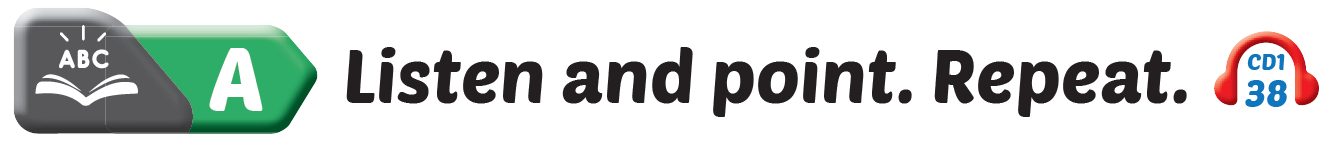 ABC A Listen and point. Repeat. CD1
38